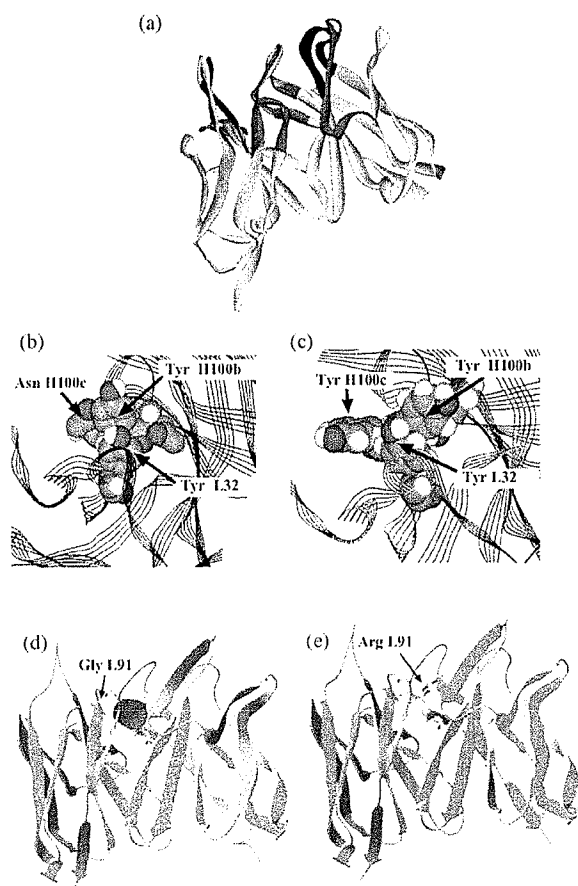 (a)
(b)
Asn H100c
Tyr H100b
Tyr L32
(c)
Tyr H100c
Tyr H100b
Tyr L32
(d)
Gly L91
(e)
Arg L91